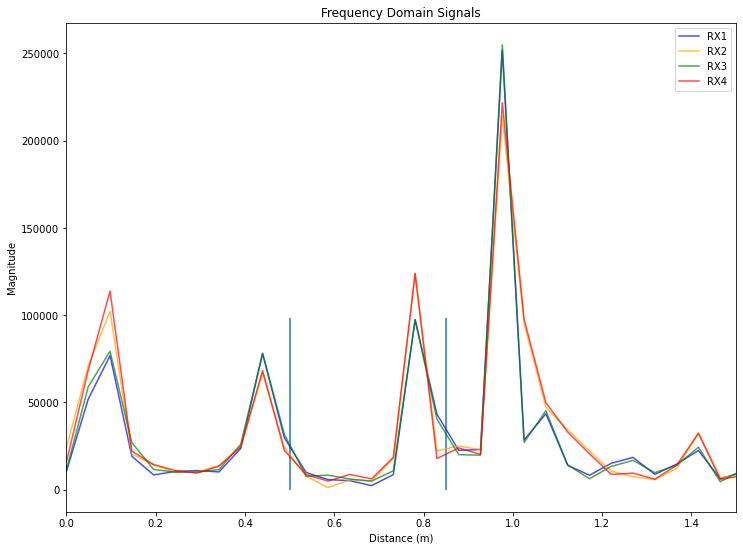 Frequency Domain Signals
RX1
RX2
RX3
RX4
250000
200000
150000
100000
50000
0
Magnitude
0.0 0.2 0.4 0.6 0.8 1.0 1.2 1.4
Distance (m)